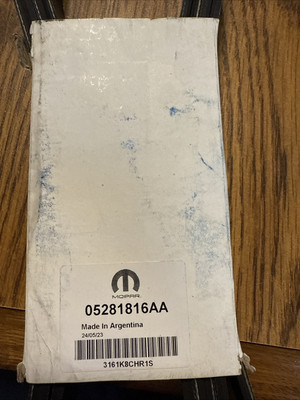 MOPAR
05281816AA
Made In Argentina
24/05/23
3161K8CHR1S